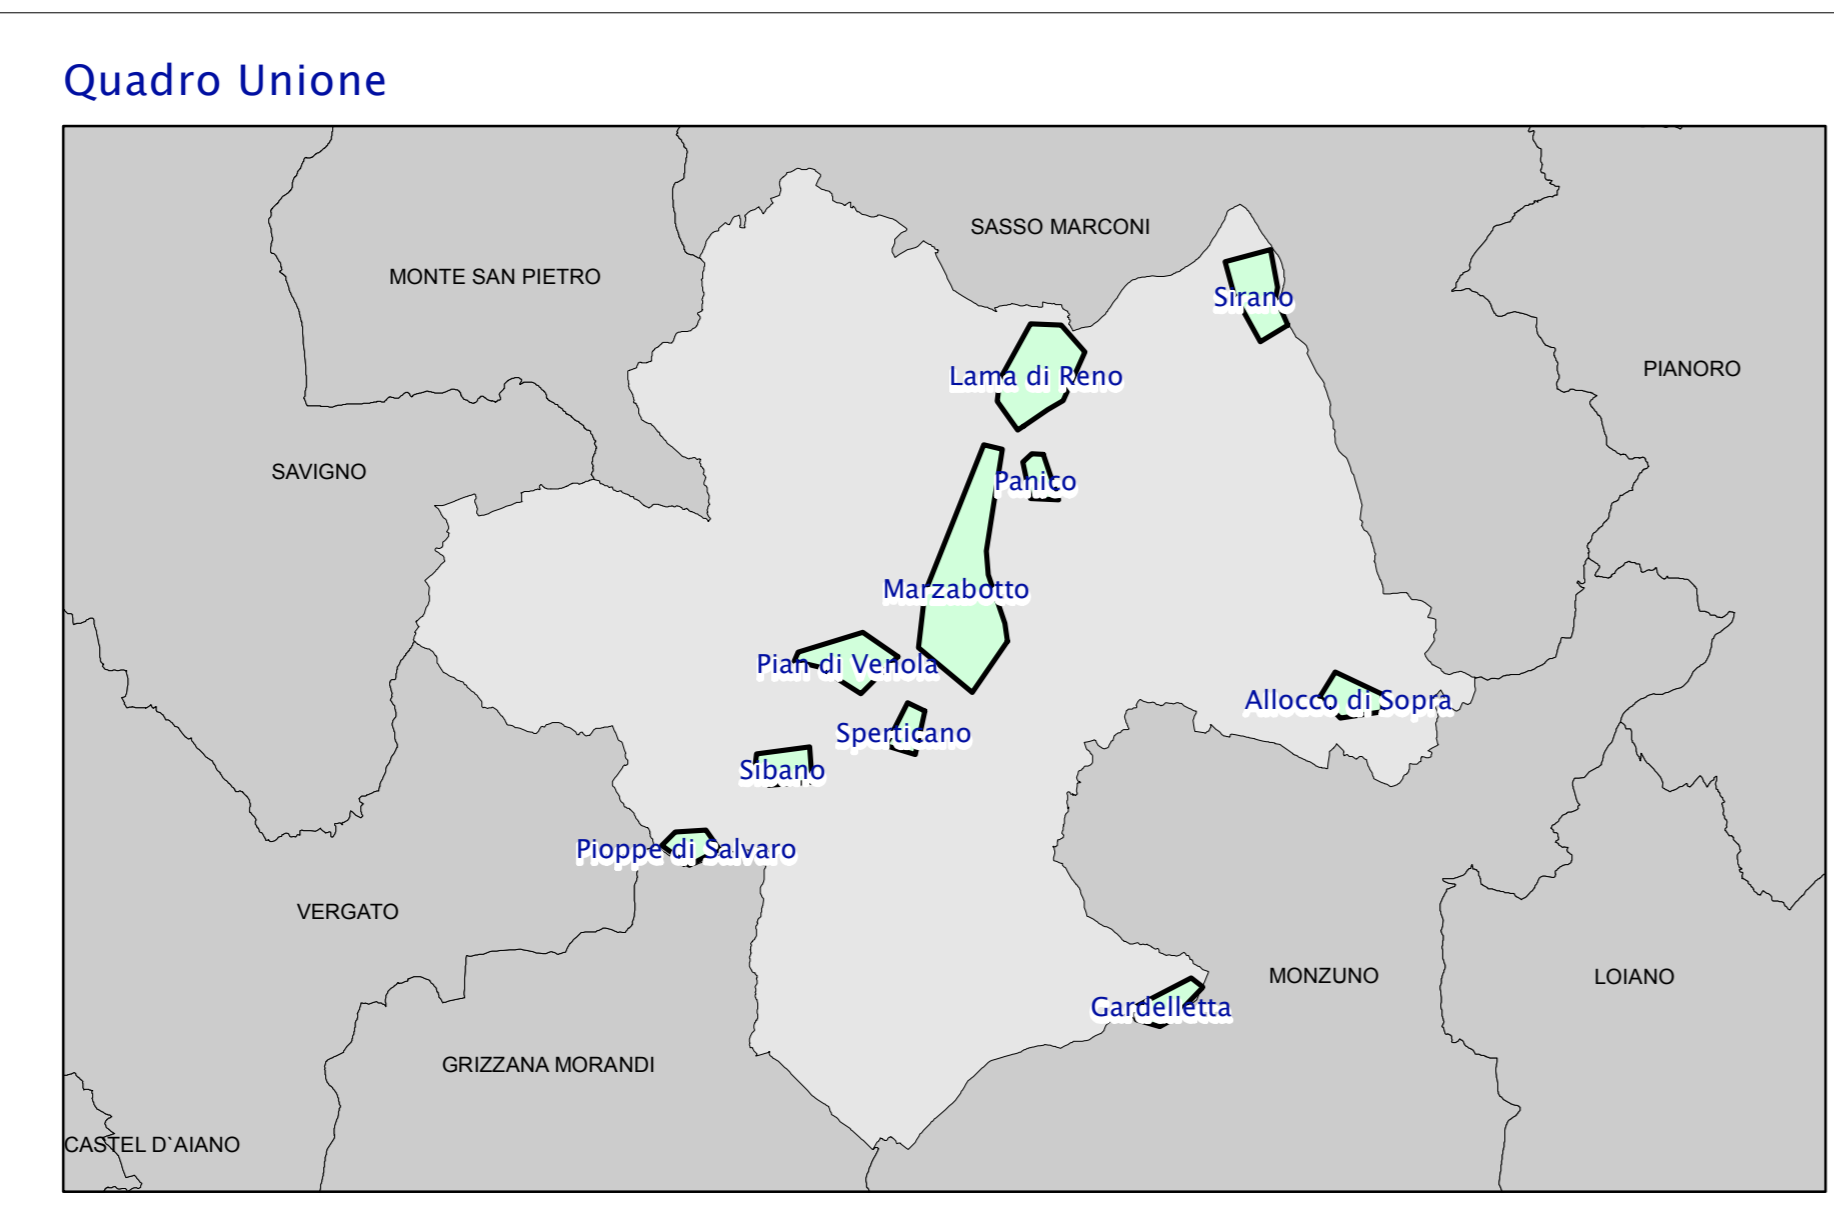 Quadro Unione
SASSO MARCONI
MONTE SAN PIETRO
Sirano
PIANORO
Lama di Reno
SAVIGNO
Panico
Marzabotto
Pian di Venola
Allocco di Sopra
Sperticano
Sibano
Pioppe di Salvaro
VERGATO
MONZUNO
LOIANO
Gardelletta
GRIZZANA MORANDI
CASTEL D`AIANO